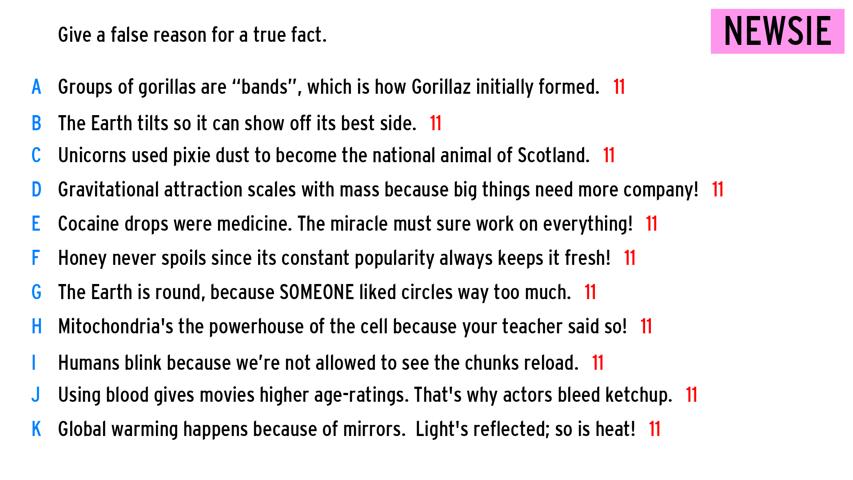 Give a false reason for a true fact.
NEWSIE
A Groups of gorillas are “bands”, which is how Gorillaz initially formed. 11
B The Earth tilts so it can show off its best side. 11
C Unicorns used pixie dust to become the national animal of Scotland. 11
D Gravitational attraction scales with mass because big things need more company! 11
E Cocaine drops were medicine. The miracle must sure work on everything! 11
F Honey never spoils since its constant popularity always keeps it fresh! 11
G The Earth is round, because SOMEONE liked circles way too much. 11
H Mitochondria's the powerhouse of the cell because your teacher said so! 11
I Humans blink because we’re not allowed to see the chunks reload. 11
J Using blood gives movies higher age-ratings. That's why actors bleed ketchup. 11
K Global warming happens because of mirrors. Light's reflected; so is heat! 11